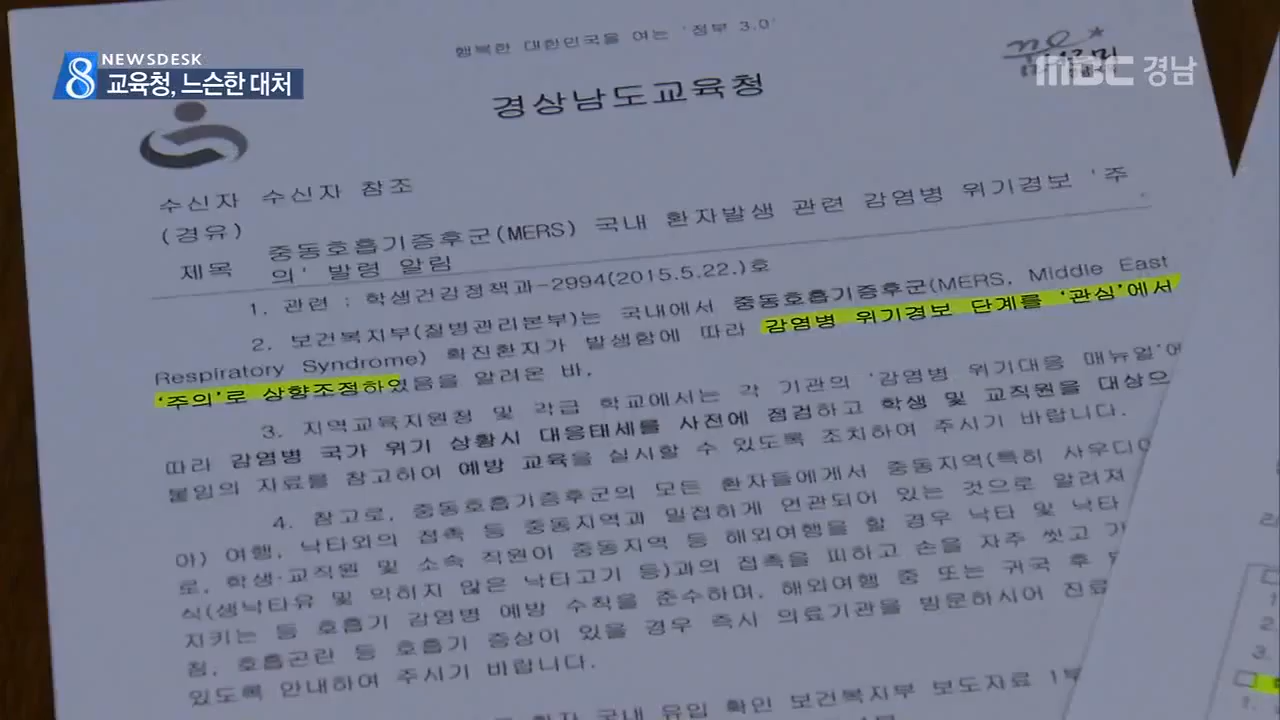 NEWSDESK
8 교육청, 느슨한 대처
MBC 경남
행복한 대한민국을 여는 '정부 3.0'
경상남도교육청
수신자 수신자 참조
(경유)
제목 중동호흡기증후군(MERS) 국내 환자발생 관련 감염병 위기경보 '주
의' 발령 알림
1. 관련 : 학생건강정책과-2994(2015.5.22.)호
2. 보건복지부(질병관리본부)는 국내에서 중동호흡기증후군(MERS, Middle East
Respiratory Syndrome) 확진환자가 발생함에 따라 감염병 위기경보 단계를 '관심'에서
'주의'로 상향조정하였음을 알려온 바,
3. 지역교육지원청 및 각급 학교에서는 각 기관의 '감염병 위기대응 매뉴얼'에
따라 감염병 국가 위기 상황시 대응태세를 사전에 점검하고 학생 및 교직원을 대상으
붙임의 자료를 참고하여 예방 교육을 실시할 수 있도록 조치하여 주시기 바랍니다.
4. 참고로, 중동호흡기증후군의 모든 환자들에게서 중동지역(특히 사우디아
아) 여행, 낙타와의 접촉 등 중동지역과 밀접하게 연관되어 있는 것으로 알려져
로, 학생·교직원 및 소속 직원이 중동지역 등 해외여행을 할 경우 낙타 및 낙타
식(생낙타유 및 익히지 않은 낙타고기 등)과의 접촉을 피하고 손을 자주 씻고
지키는 등 호흡기 감염병 예방 수칙을 준수하며, 해외여행 중 또는 귀국 후
침, 호흡곤란 등 호흡기 증상이 있을 경우 즉시 의료기관을 방문하시어 진료
있도록 안내하여 주시기 바랍니다.
환자 국내 유입 확인 보건복지부 보도자료 1부